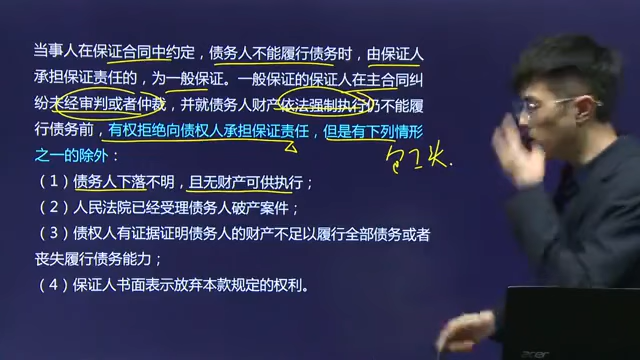 当事人在保证合同中约定，债务人不能履行债务时，由保证人
承担保证责任的，为一般保证。一般保证的保证人在主合同纠
纷未经审判或者仲裁，并就债务人财产依法强制执行仍不能履
行债务前，有权拒绝向债权人承担保证责任，但是有下列情形
之一的除外：
（1）债务人下落不明，且无财产可供执行；
（2）人民法院已经受理债务人破产案件；
（3）债权人有证据证明债务人的财产不足以履行全部债务或者
丧失履行债务能力；
（4）保证人书面表示放弃本款规定的权利。
包工头.
acer